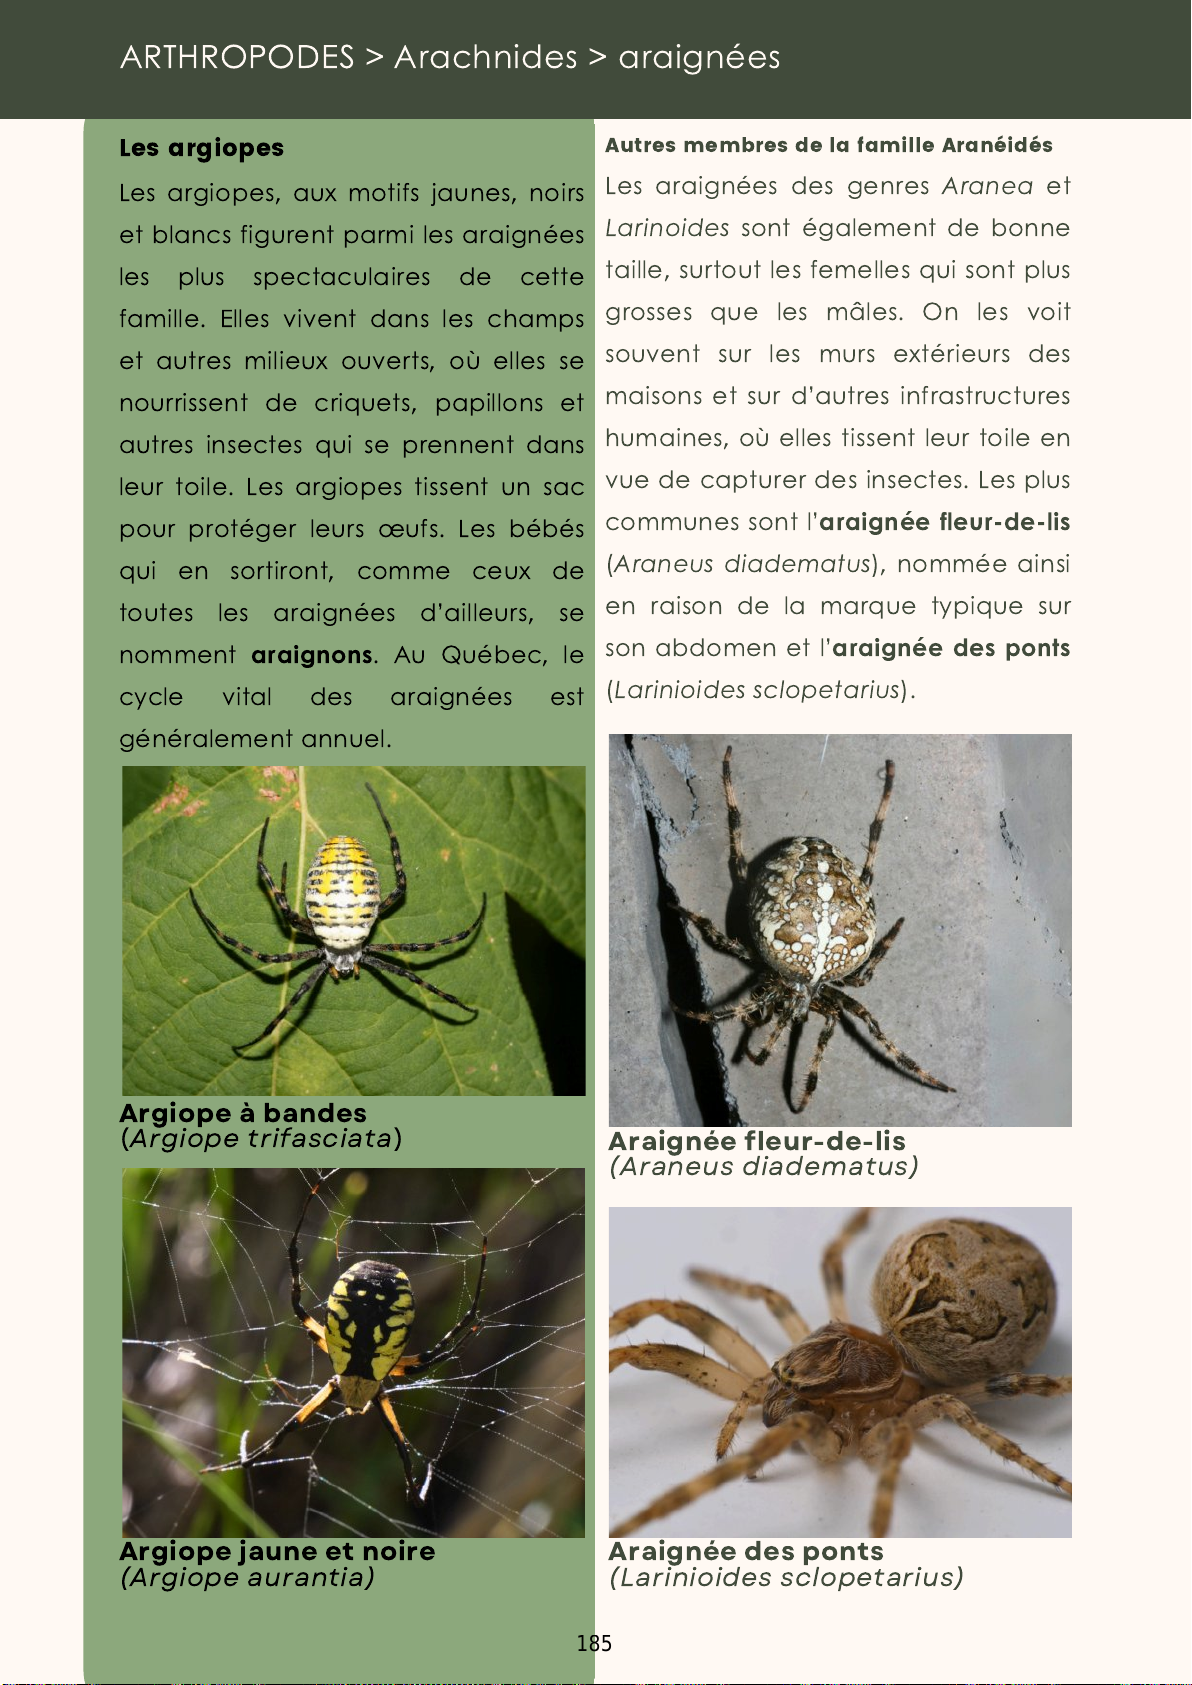 ARTHROPODES > Arachnides > araignées
Les argiopes
Les argiopes, aux motifs jaunes, noirs
et blancs figurent parmi les araignées
les plus spectaculaires de cette
famille. Elles vivent dans les champs
et autres milieux ouverts, où elles se
nourrissent de criquets, papillons et
autres insectes qui se prennent dans
leur toile. Les argiopes tissent un sac
pour protéger leurs œufs. Les bébés
qui en sortiront, comme ceux de
toutes les araignées d'ailleurs, se
nomment araignons. Au Québec, le
cycle vital des araignées est
généralement annuel.
Argiope à bandes
(Argiope trifasciata)
Argiope jaune et noire
(Argiope aurantia)
Autres membres de la famille Aranéidés
Les araignées des genres Aranea et
Larinoides sont également de bonne
taille, surtout les femelles qui sont plus
grosses que les mâles. On les voit
souvent sur les murs extérieurs des
maisons et sur d'autres infrastructures
humaines, où elles tissent leur toile en
vue de capturer des insectes. Les plus
communes sont l'araignée fleur-de-lis
(Araneus diadematus), nommée ainsi
en raison de la marque typique sur
son abdomen et l'araignée des ponts
(Larinioides sclopetarius).
Araignée fleur-de-lis
(Araneus diadematus)
Araignée des ponts
(Larinioides sclopetarius)
185